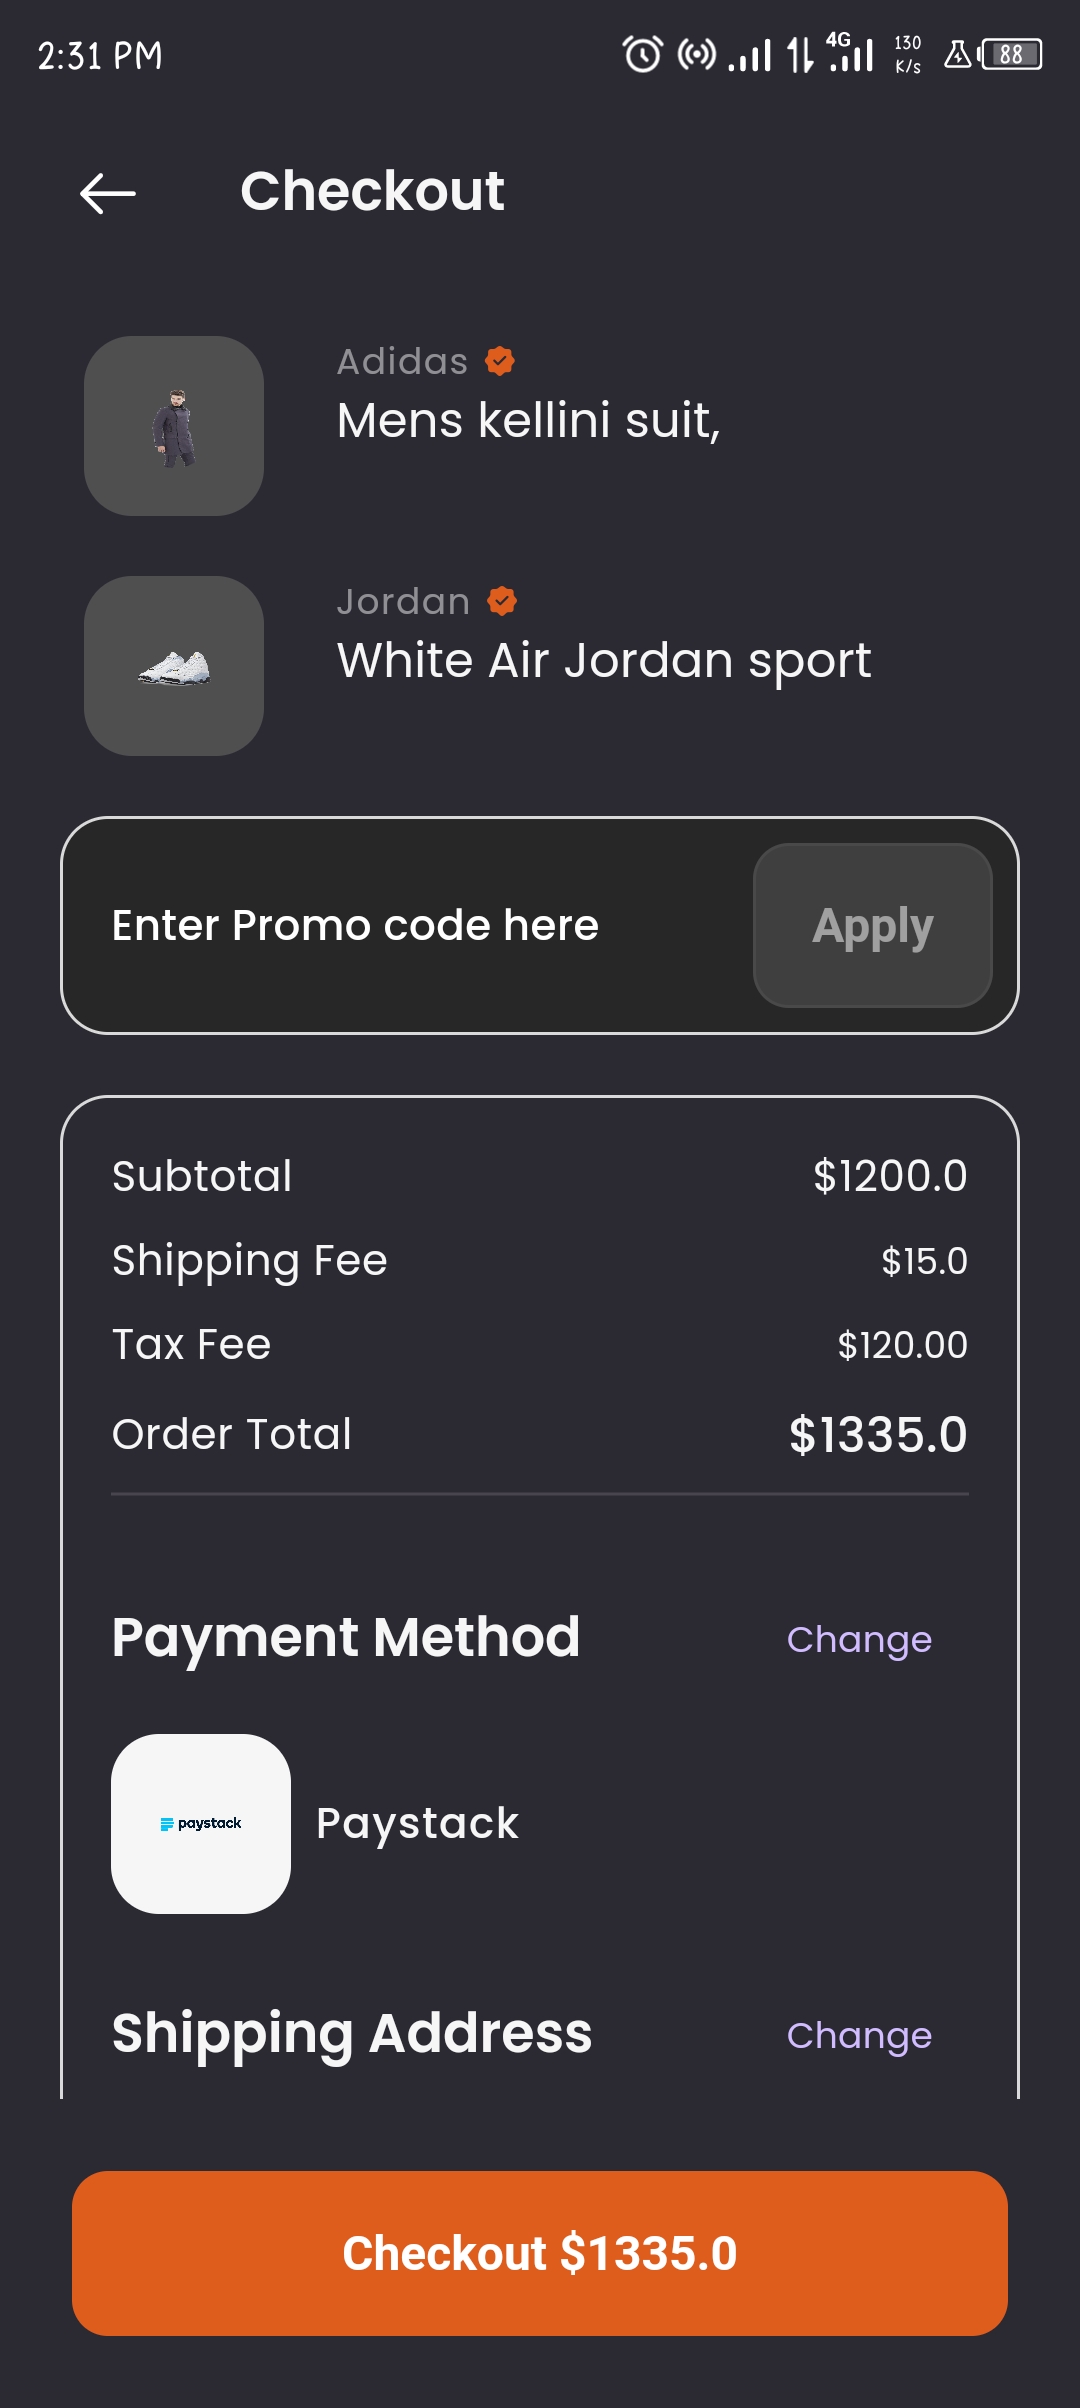 2:31 PM
4G
130
K/s
88
Checkout
Adidas
Mens kellini suit,
Jordan
White Air Jordan sport
Enter Promo code here
Apply
Subtotal $1200.0
Shipping Fee $15.0
Tax Fee $120.00
Order Total $1335.0
Payment Method Change
paystack
Paystack
Shipping Address Change
Checkout $1335.0